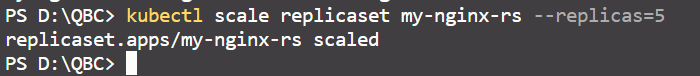 PS D:\QBC> kubectl scale replicaset my-nginx-rs --replicas=5
replicaset.apps/my-nginx-rs scaled
PS D:\QBC>